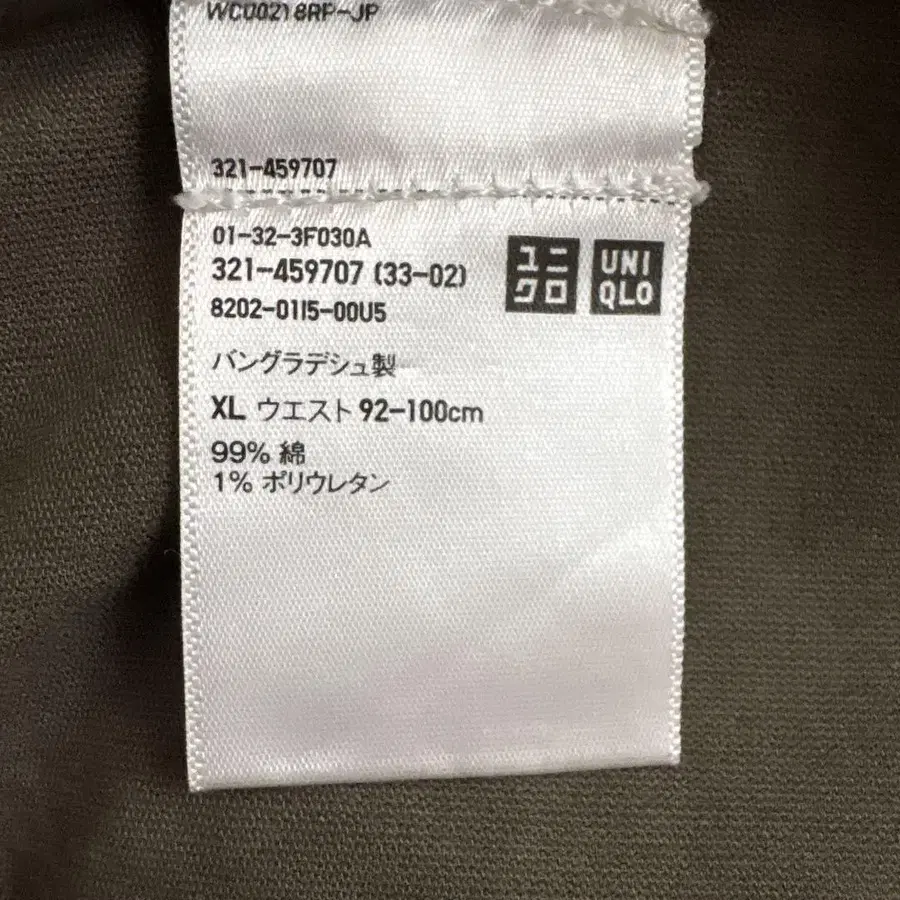 WC00218RP-JP
321-459707
01-32-3F030A
321-459707 (33-02)
8202-01I5-00U5
ユニ
クロ
UNI
QLO
バングラデシュ製
XL ウエスト 92-100cm
99% 綿
1% ポリウレタン